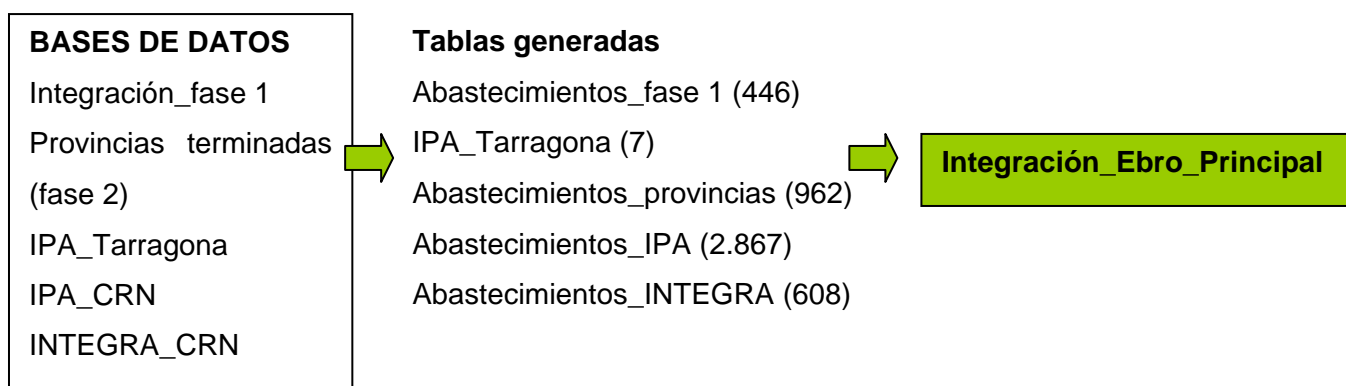 BASES DE DATOS
Integración_fase 1
Provincias terminadas
(fase 2)
IPA_Tarragona
IPA_CRN
INTEGRA_CRN
Tablas generadas
Abastecimientos_fase 1 (446)
IPA_Tarragona (7)
Abastecimientos_provincias (962)
Abastecimientos_IPA (2.867)
Abastecimientos_INTEGRA (608)
Integración_Ebro_Principal